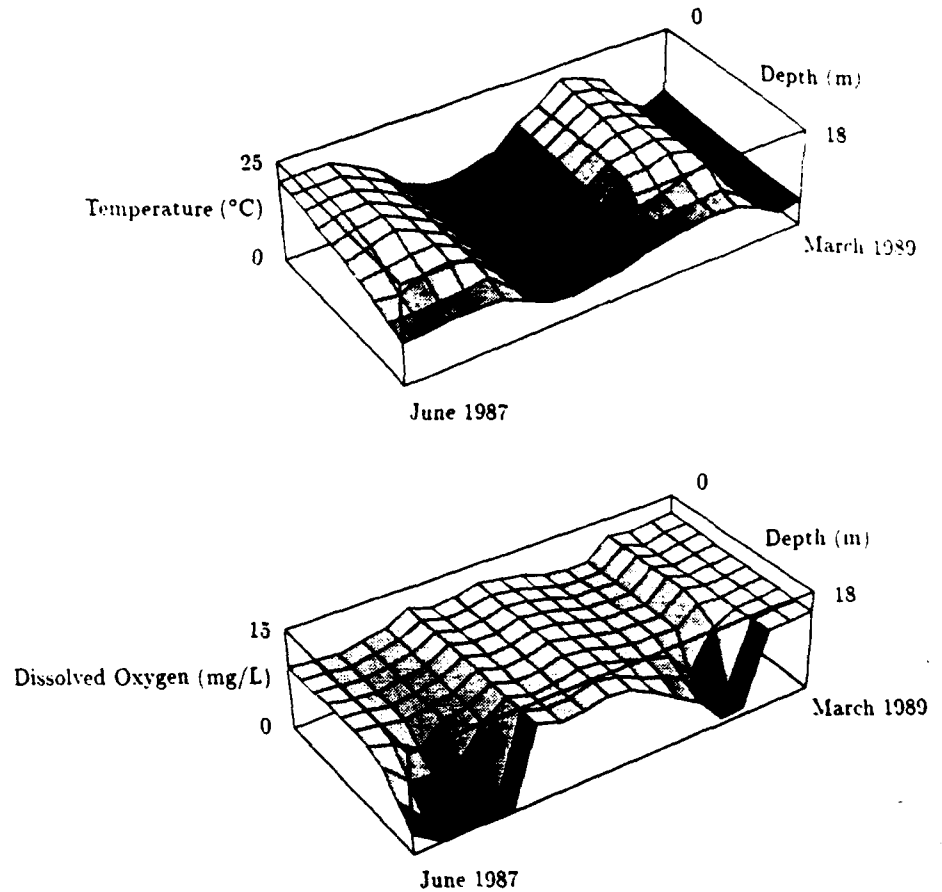 0
Depth (m)
18
25
Temperature (°C)
0
March 1989
June 1987
0
Depth (m)
18
15
Dissolved Oxygen (mg/L)
0
March 1989
June 1987